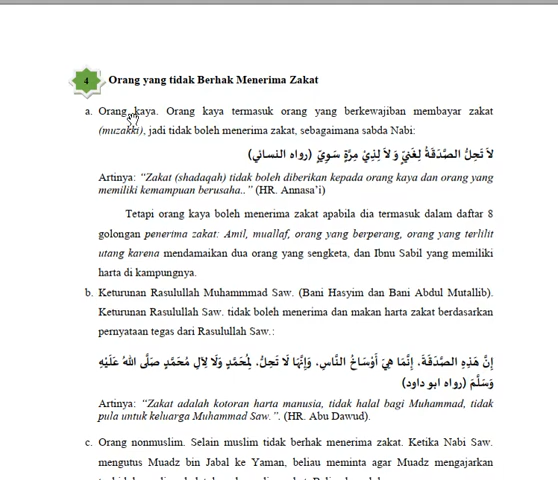 4 Orang yang tidak Berhak Menerima Zakat
a. Orang kaya. Orang kaya termasuk orang yang berkewajiban membayar zakat
(muzakki), jadi tidak boleh menerima zakat, sebagaimana sabda Nabi:
لاَ تَحِلُّ الصَّدَقَةُ لِغَنِيٍّ وَ لاَ لِذِيْ مِرَّةٍ سَوِيٍّ (رواه النسائي)
Artinya: "Zakat (shadaqah) tidak boleh diberikan kepada orang kaya dan orang yang
memiliki kemampuan berusaha.." (HR. Annasa'i)
Tetapi orang kaya boleh menerima zakat apabila dia termasuk dalam daftar 8
golongan penerima zakat: Amil, muallaf, orang yang berperang, orang yang terlilit
utang karena mendamaikan dua orang yang sengketa, dan Ibnu Sabil yang memiliki
harta di kampungnya.
b. Keturunan Rasulullah Muhammmad Saw. (Bani Hasyim dan Bani Abdul Mutallib).
Keturunan Rasulullah Saw. tidak boleh menerima dan makan harta zakat berdasarkan
pernyataan tegas dari Rasulullah Saw.:
إِنَّ هَذِهِ الصَّدَقَةَ، إِنَّمَا هِيَ أَوْسَاخُ النَّاسِ، وَإِنَّهَا لَا تَحِلُّ، لِمُحَمَّدٍ وَلَا لِآلِ مُحَمَّدٍ صَلَّى اللهُ عَلَيْهِ
وَسَلَّمَ (رواه ابو داود)
Artinya: "Zakat adalah kotoran harta manusia, tidak halal bagi Muhammad, tidak
pula untuk keluarga Muhammad Saw. ". (HR. Abu Dawud).
c. Orang nonmuslim. Selain muslim tidak berhak menerima zakat. Ketika Nabi Saw.
mengutus Muadz bin Jabal ke Yaman, beliau meminta agar Muadz mengajarkan